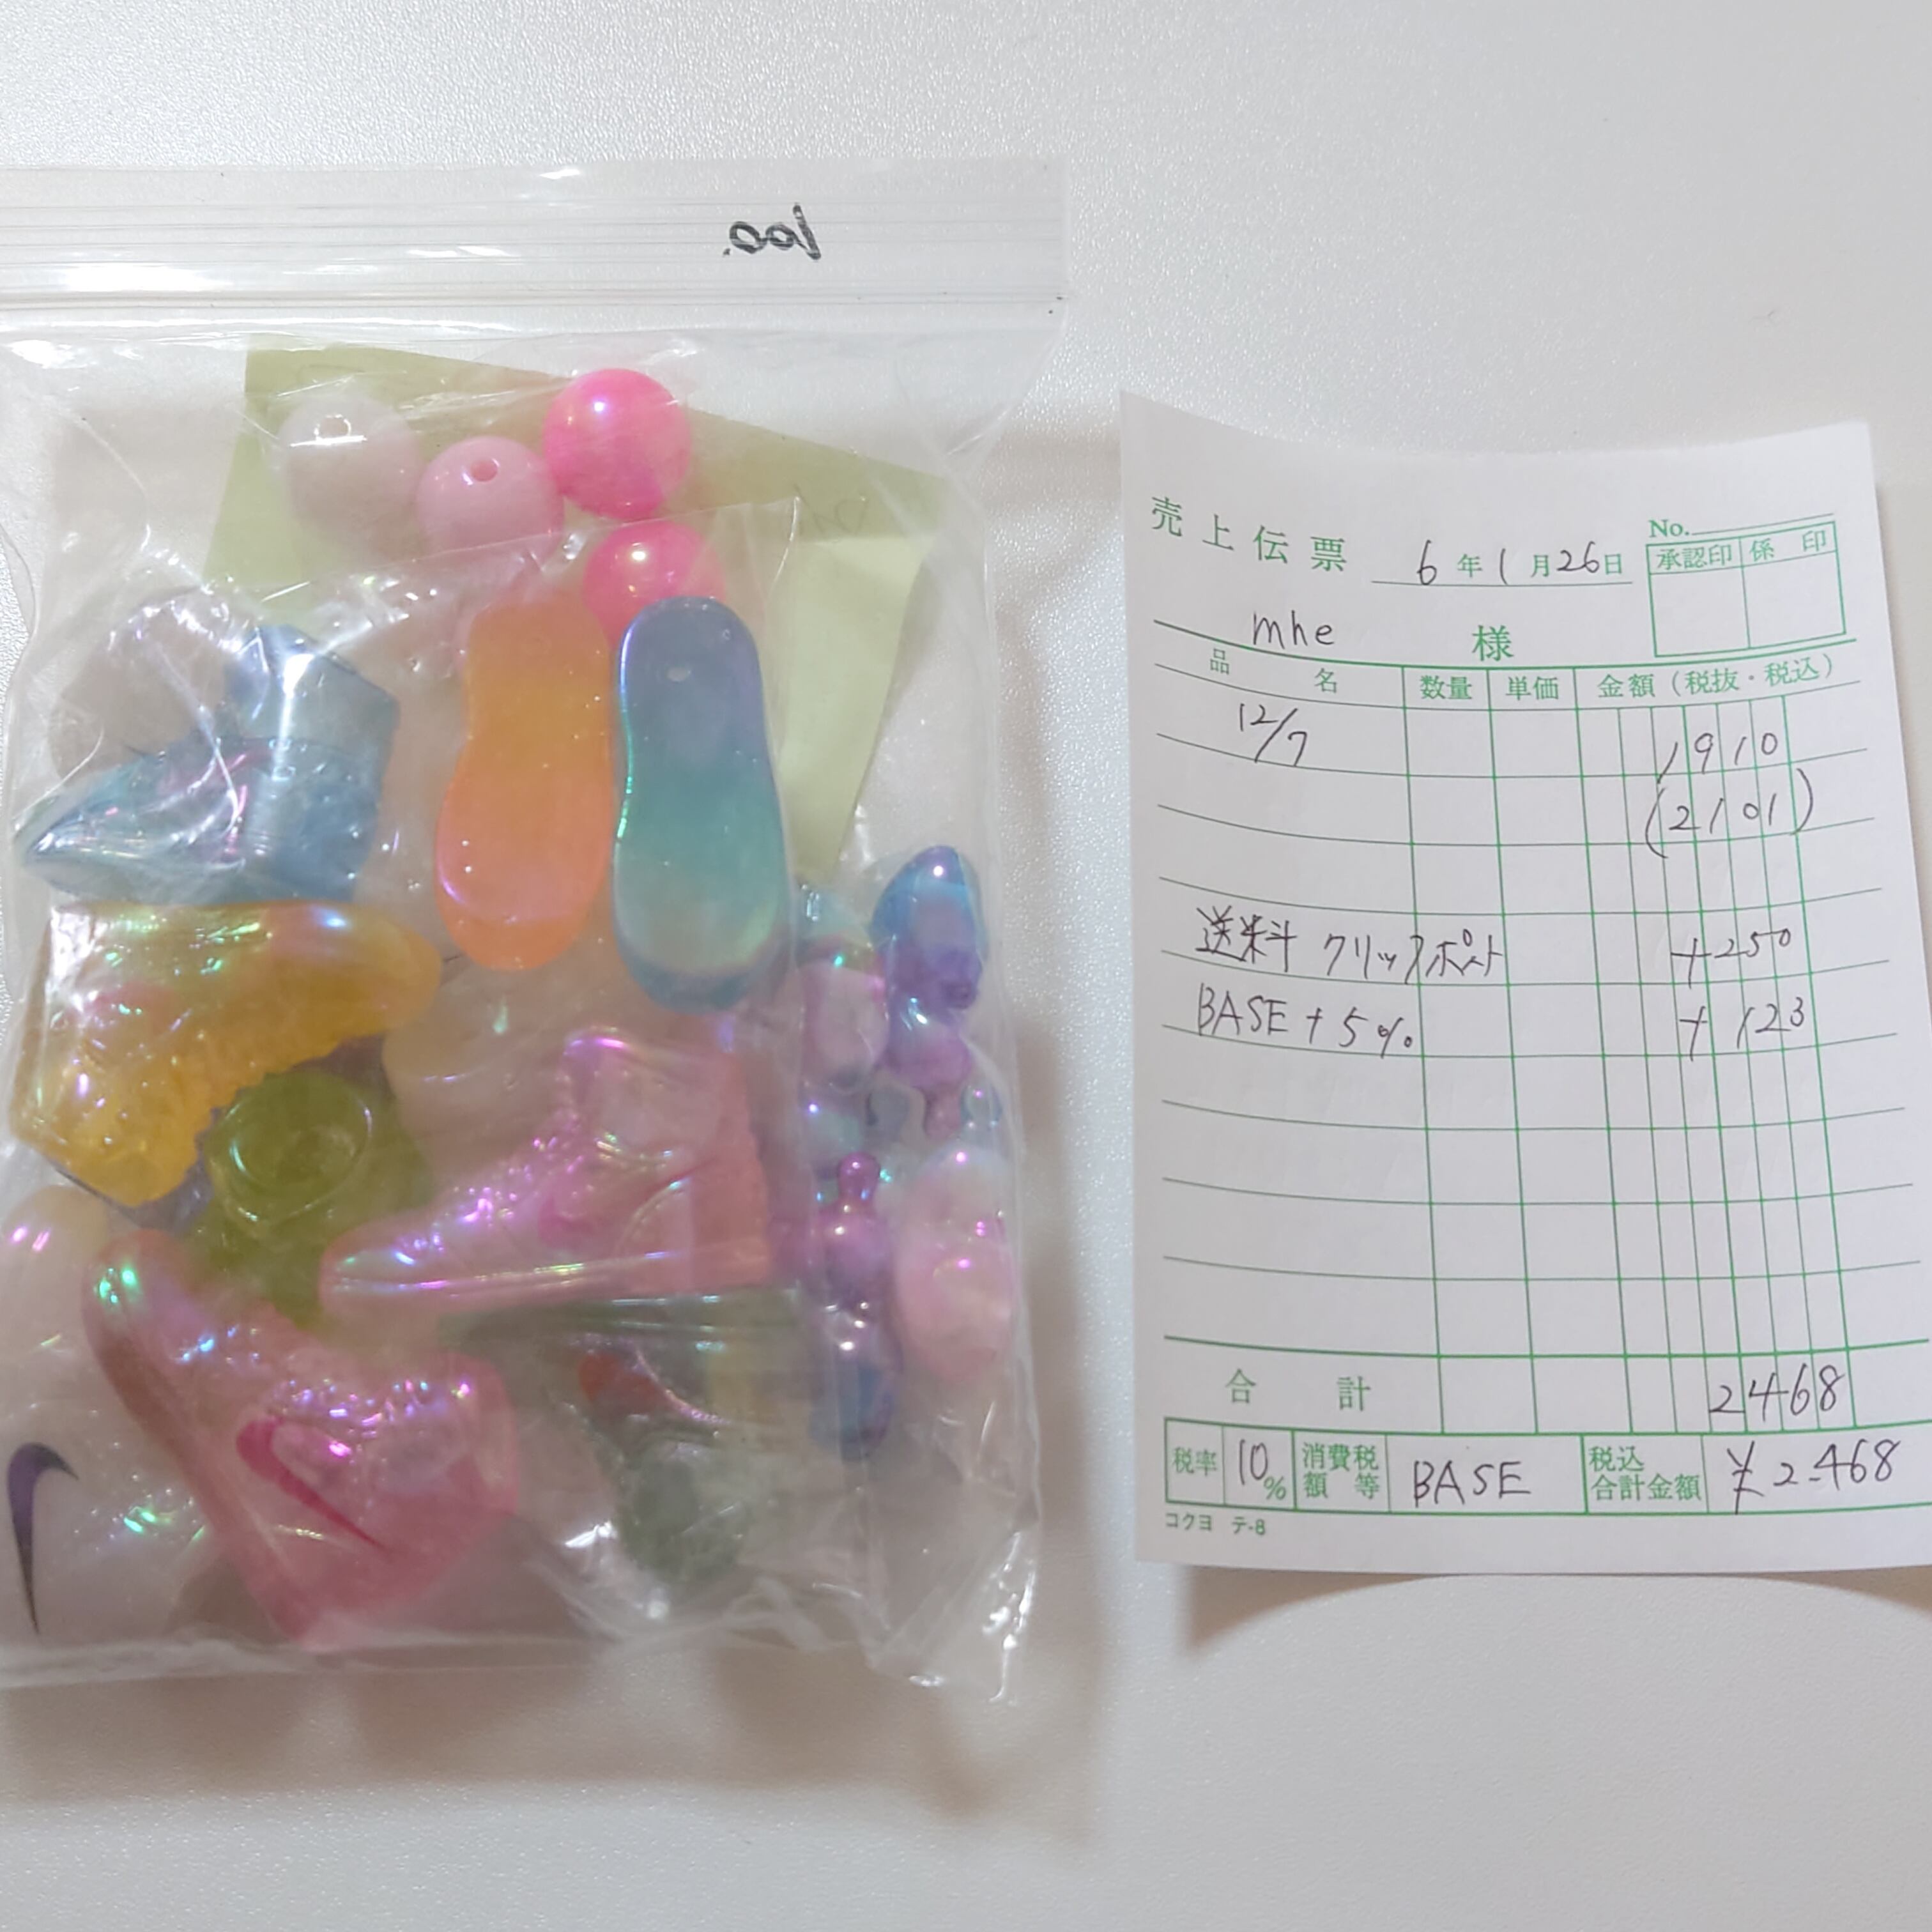 100.
売上伝票 6年1月26日
No.
承認印 係印
mhe 様
品名 数量 単価 金額（税抜・税込）
12/7 1910
(2101)
送料 クリックポスト +250
BASE + 5% + 123
合計 2468
税率 10% 消費税額等 BASE 税込合計金額 ¥2.468
コクヨ テ-8